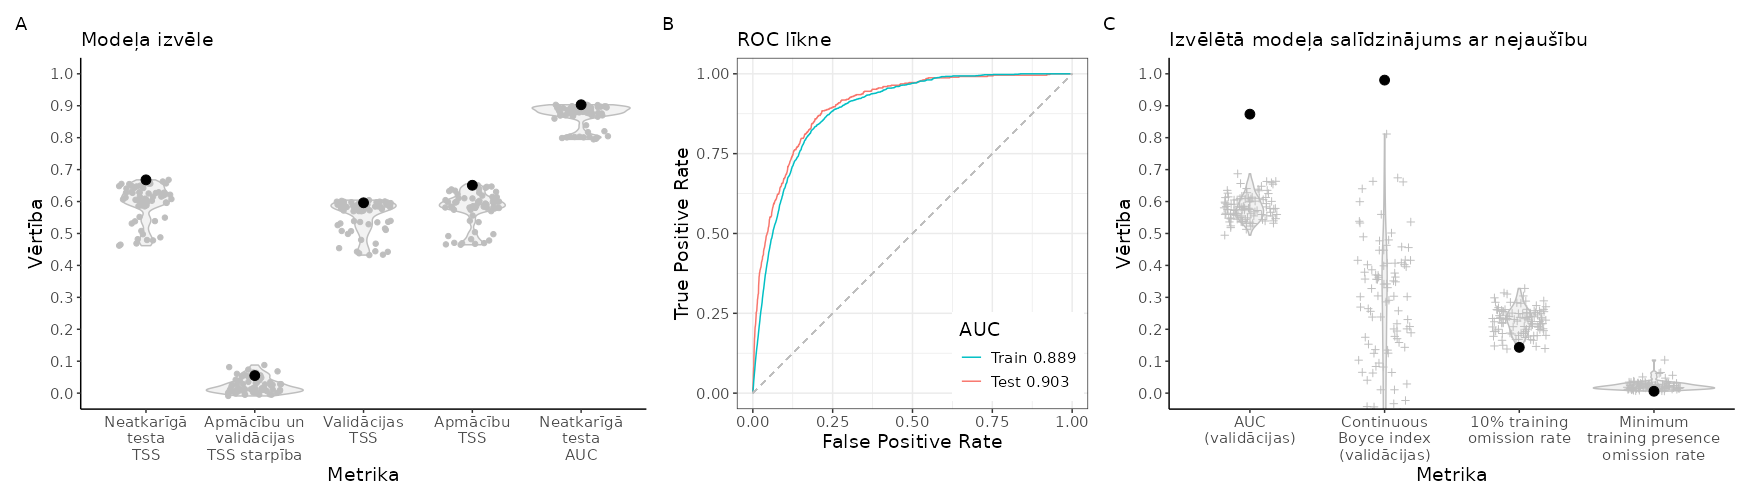 A
Modeļa izvēle
Vērtība
1.0
0.9
0.8
0.7
0.6
0.5
0.4
0.3
0.2
0.1
0.0
Neatkarīgā
testa
TSS
Apmācību un
validācijas
TSS starpība
Validācijas
TSS
Apmācību
TSS
Neatkarīgā
testa
AUC
Metrika
B
ROC līkne
True Positive Rate
1.00
0.75
0.50
0.25
0.00
AUC
Train 0.889
Test 0.903
0.00
0.25
0.50
0.75
1.00
False Positive Rate
C
Izvēlētā modeļa salīdzinājums ar nejaušību
Vērtība
1.0
0.9
0.8
0.7
0.6
0.5
0.4
0.3
0.2
0.1
0.0
AUC
(validācijas)
Continuous
Boyce index
(validācijas)
10% training
omission rate
Minimum
training presence
omission rate
Metrika